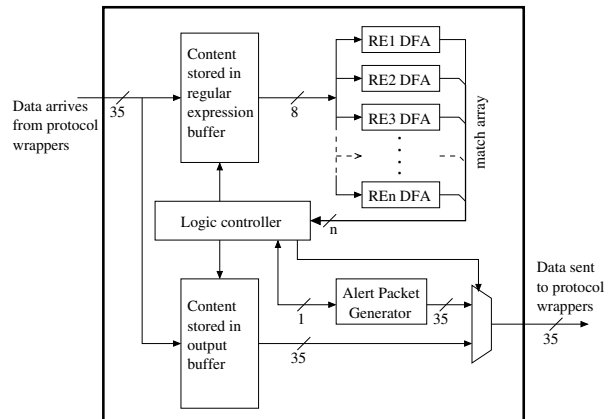 Content
stored in
regular
expression
buffer
RE1 DFA
RE2 DFA
RE3 DFA
REn DFA
match array
Data arrives
from protocol
wrappers
35
8
n
Logic controller
Content
stored in
output
buffer
1
Alert Packet
Generator
35
35
Data sent
to protocol
wrappers
35